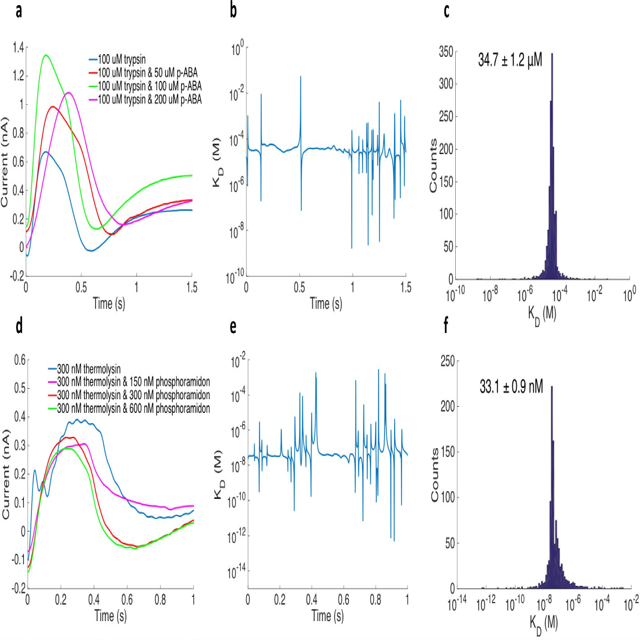 a
100 uM trypsin
100 uM trypsin & 50 uM p-ABA
100 uM trypsin & 100 uM p-ABA
100 uM trypsin & 200 uM p-ABA
1.4
1.2
1
0.8
0.6
0.4
0.2
0
-0.2
Current (nA)
0 0.5 1 1.5
Time (s)
b
10^0
10^-2
10^-4
10^-6
10^-8
10^-10
K_D (M)
0 0.5 1 1.5
Time (s)
c
34.7 ± 1.2 µM
350
300
250
200
150
100
50
0
Counts
10^-10 10^-8 10^-6 10^-4 10^-2 10^0
K_D (M)
d
300 nM thermolysin
300 nM thermolysin & 150 nM phosphoramidon
300 nM thermolysin & 300 nM phosphoramidon
300 nM thermolysin & 600 nM phosphoramidon
0.6
0.5
0.4
0.3
0.2
0.1
0
-0.1
-0.2
Current (nA)
0 0.2 0.4 0.6 0.8 1
Time (s)
e
10^-2
10^-4
10^-6
10^-8
10^-10
10^-12
10^-14
K_D (M)
0 0.2 0.4 0.6 0.8 1
Time (s)
f
33.1 ± 0.9 nM
250
200
150
100
50
0
Counts
10^-14 10^-12 10^-10 10^-8 10^-6 10^-4 10^-2
K_D (M)